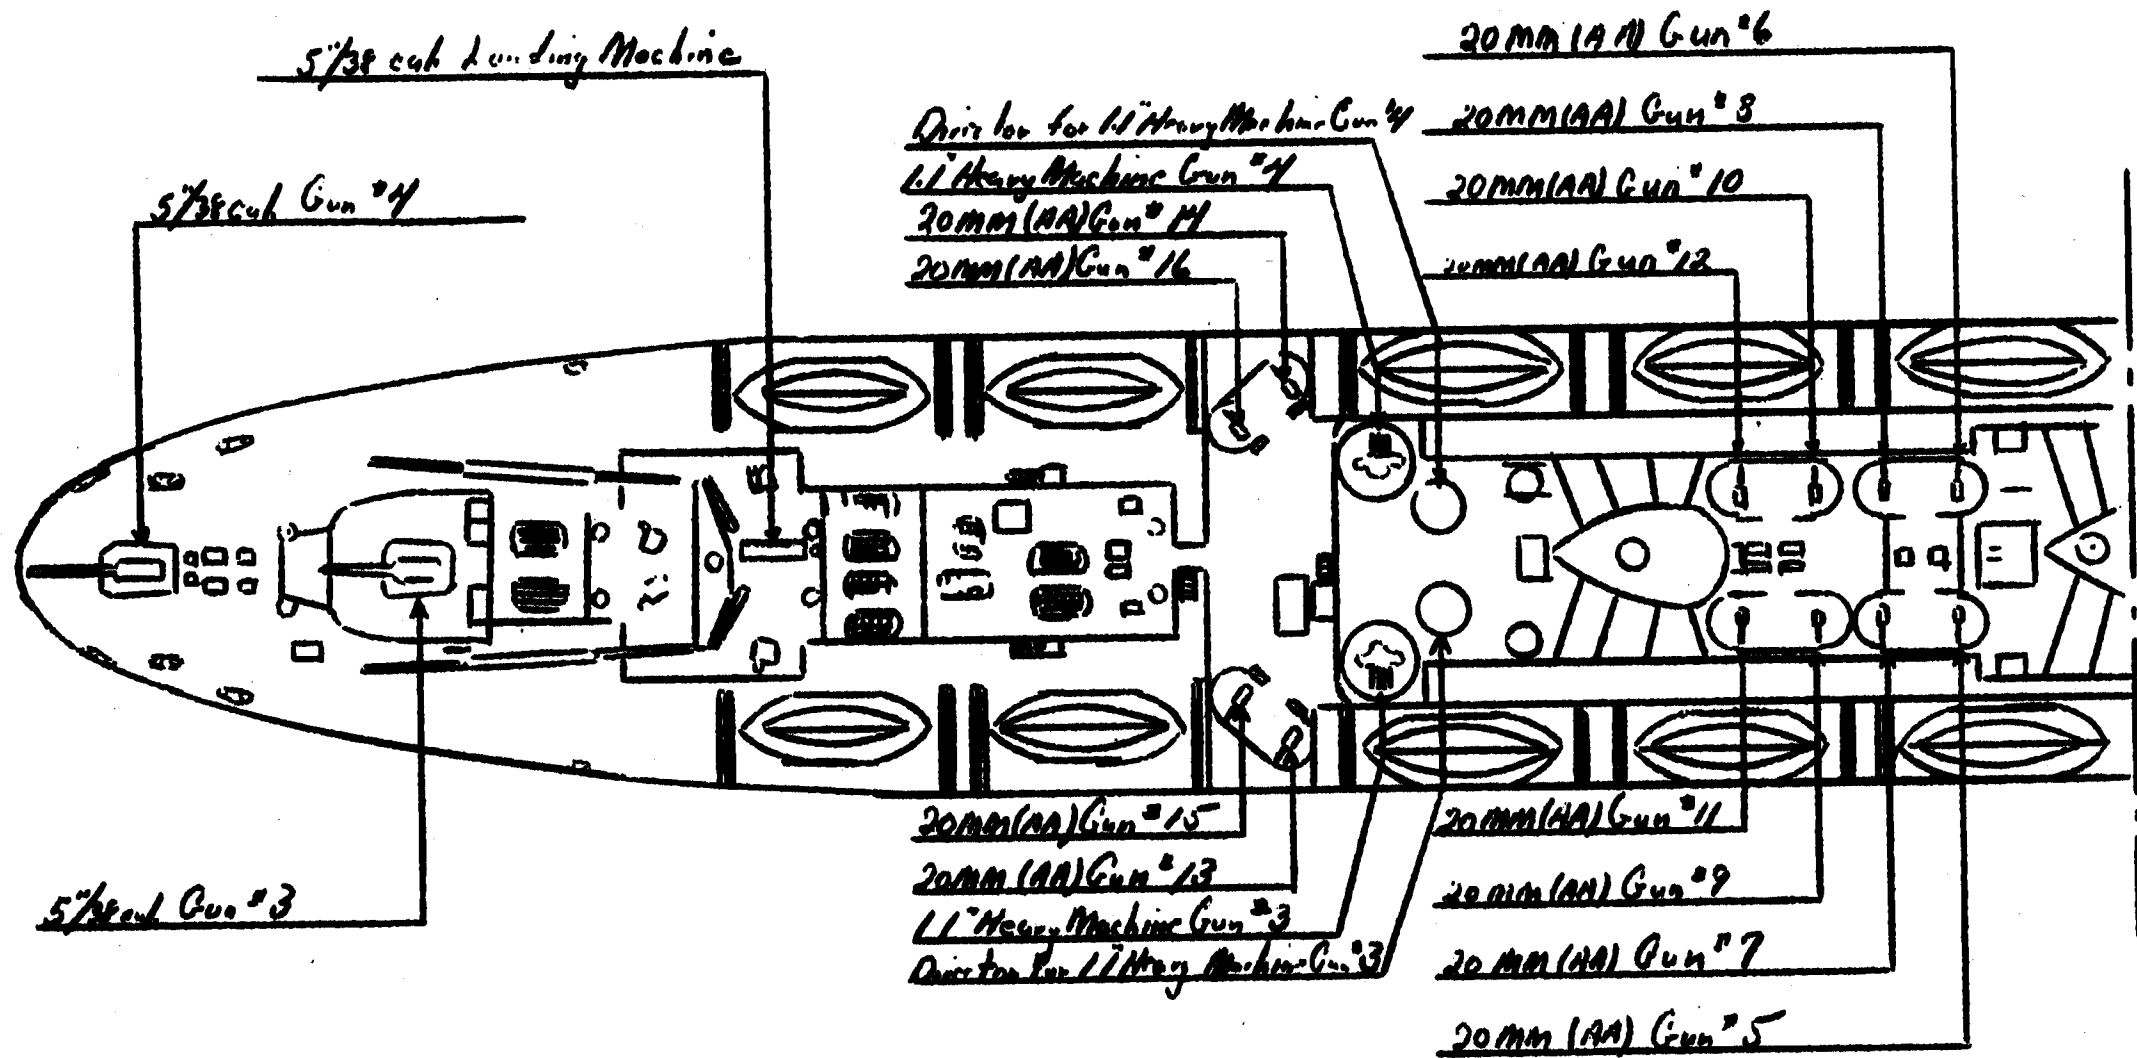 5"/38 cal Loading Machine
5"/38 cal Gun #4
Director for 1.1" Heavy Machine Gun #4
1.1" Heavy Machine Gun #4
20MM(AA)Gun #14
20MM(AA)Gun #16
20MM(AA) Gun #6
20MM(AA) Gun #8
20MM(AA) Gun #10
20MM(AA) Gun #12
5"/38 cal Gun #3
20MM(AA)Gun #15
20MM(AA)Gun #13
1.1" Heavy Machine Gun #3
Director for 1.1" Heavy Machine Gun #3
20MM(AA) Gun #11
20MM(AA) Gun #9
20MM(AA) Gun #7
20MM(AA) Gun #5